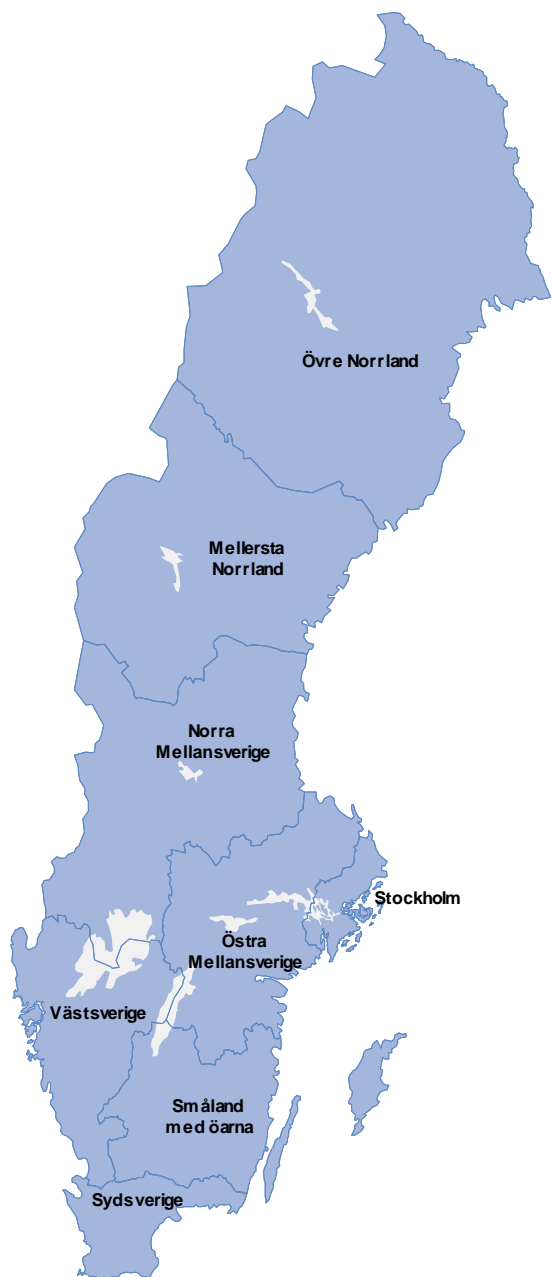 Övre Norrland
Mellersta
Norrland
Norra
Mellansverige
Stockholm
Östra
Mellansverige
Västsverige
Småland
med öarna
Sydsverige